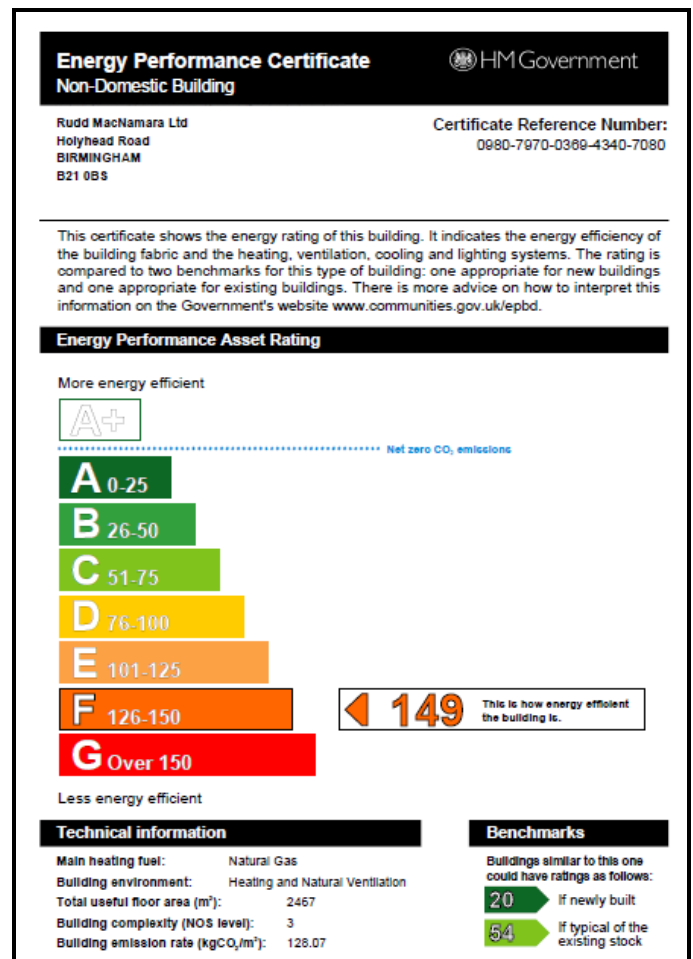 Energy Performance Certificate
Non-Domestic Building
HM Government
Rudd MacNamara Ltd
Holyhead Road
BIRMINGHAM
B21 0BS
Certificate Reference Number:
0980-7970-0369-4340-7080
This certificate shows the energy rating of this building. It indicates the energy efficiency of
the building fabric and the heating, ventilation, cooling and lighting systems. The rating is
compared to two benchmarks for this type of building: one appropriate for new buildings
and one appropriate for existing buildings. There is more advice on how to interpret this
information on the Government's website www.communities.gov.uk/epbd.
Energy Performance Asset Rating
More energy efficient
A+
Net zero CO₂ emissions
A 0-25
B 26-50
C 51-75
D 76-100
E 101-125
F 126-150
149 This is how energy efficient
the building is.
G Over 150
Less energy efficient
Technical information
Main heating fuel: Natural Gas
Building environment: Heating and Natural Ventilation
Total useful floor area (m²): 2467
Building complexity (NOS level): 3
Building emission rate (kgCO₂/m²): 128.07
Benchmarks
Buildings similar to this one
could have ratings as follows:
20 If newly built
54 If typical of the
existing stock